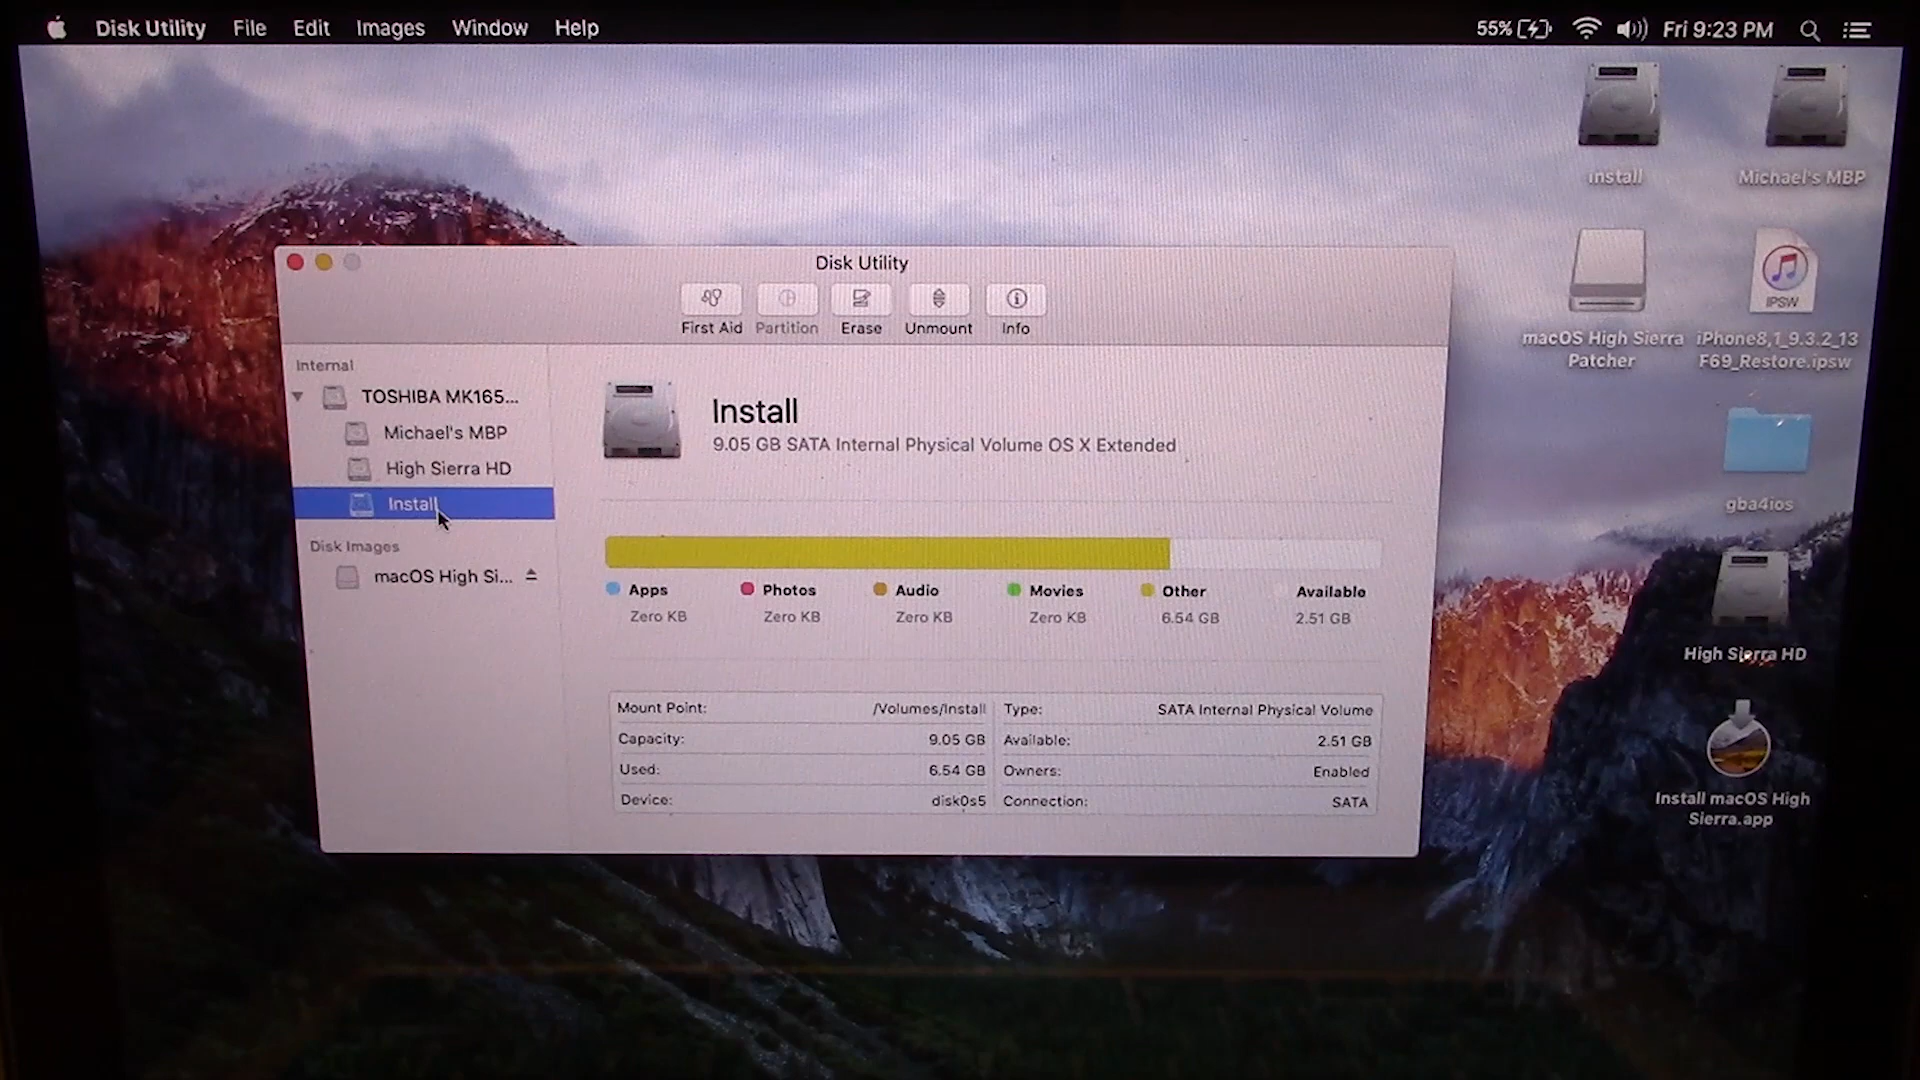 Disk Utility File Edit Images Window Help 55% Fri 9:23 PM
Install Michael's MBP
macOS High Sierra Patcher
IPSW
iPhone8,1_9.3.2_13
F69_Restore.ipsw
gba4ios
High Sierra HD
Install macOS High
Sierra.app
Disk Utility
First Aid Partition Erase Unmount Info
Internal
TOSHIBA MK165...
Michael's MBP
High Sierra HD
Install
Disk Images
macOS High Si...
Install
9.05 GB SATA Internal Physical Volume OS X Extended
Apps Photos Audio Movies Other Available
Zero KB Zero KB Zero KB Zero KB 6.54 GB 2.51 GB
Mount Point: /Volumes/Install Type: SATA Internal Physical Volume
Capacity: 9.05 GB Available: 2.51 GB
Used: 6.54 GB Owners: Enabled
Device: disk0s5 Connection: SATA